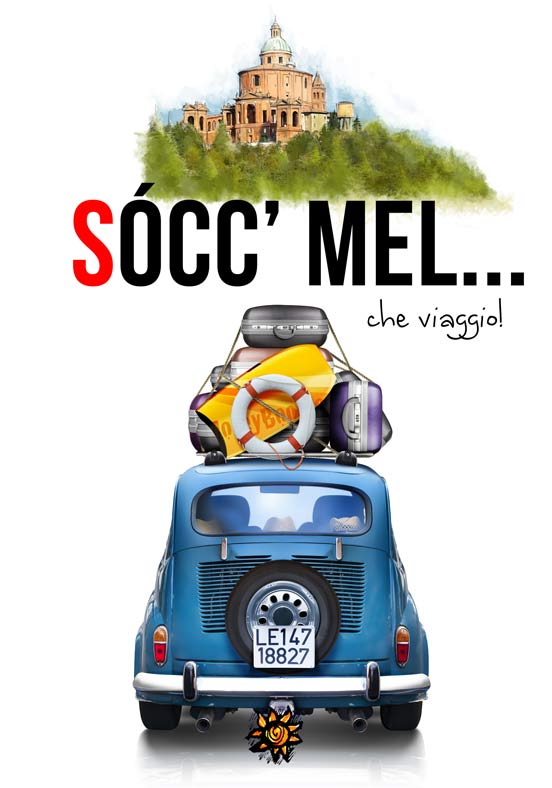 SÓCC' MEL...
che viaggio!
LE147
18827